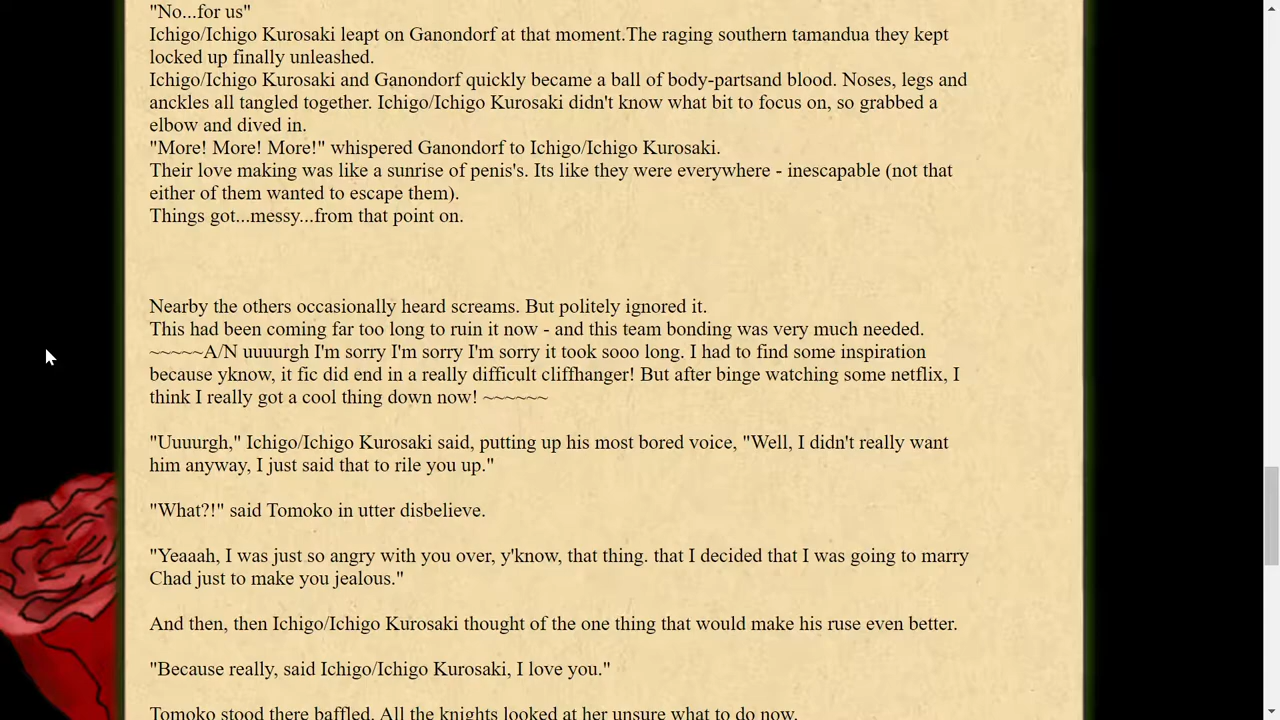 "No...for us"
Ichigo/Ichigo Kurosaki leapt on Ganondorf at that moment.The raging southern tamandua they kept
locked up finally unleashed.
Ichigo/Ichigo Kurosaki and Ganondorf quickly became a ball of body-partsand blood. Noses, legs and
anckles all tangled together. Ichigo/Ichigo Kurosaki didn't know what bit to focus on, so grabbed a
elbow and dived in.
"More! More! More!" whispered Ganondorf to Ichigo/Ichigo Kurosaki.
Their love making was like a sunrise of penis's. Its like they were everywhere - inescapable (not that
either of them wanted to escape them).
Things got...messy...from that point on.
Nearby the others occasionally heard screams. But politely ignored it.
This had been coming far too long to ruin it now - and this team bonding was very much needed.
~~~~~A/N uuuurgh I'm sorry I'm sorry I'm sorry it took sooo long. I had to find some inspiration
because yknow, it fic did end in a really difficult cliffhanger! But after binge watching some netflix, I
think I really got a cool thing down now! ~~~~~~
"Uuuurgh," Ichigo/Ichigo Kurosaki said, putting up his most bored voice, "Well, I didn't really want
him anyway, I just said that to rile you up."
"What?!" said Tomoko in utter disbelieve.
"Yeaaah, I was just so angry with you over, y'know, that thing. that I decided that I was going to marry
Chad just to make you jealous."
And then, then Ichigo/Ichigo Kurosaki thought of the one thing that would make his ruse even better.
"Because really, said Ichigo/Ichigo Kurosaki, I love you."
Tomoko stood there baffled. All the knights looked at her unsure what to do now.